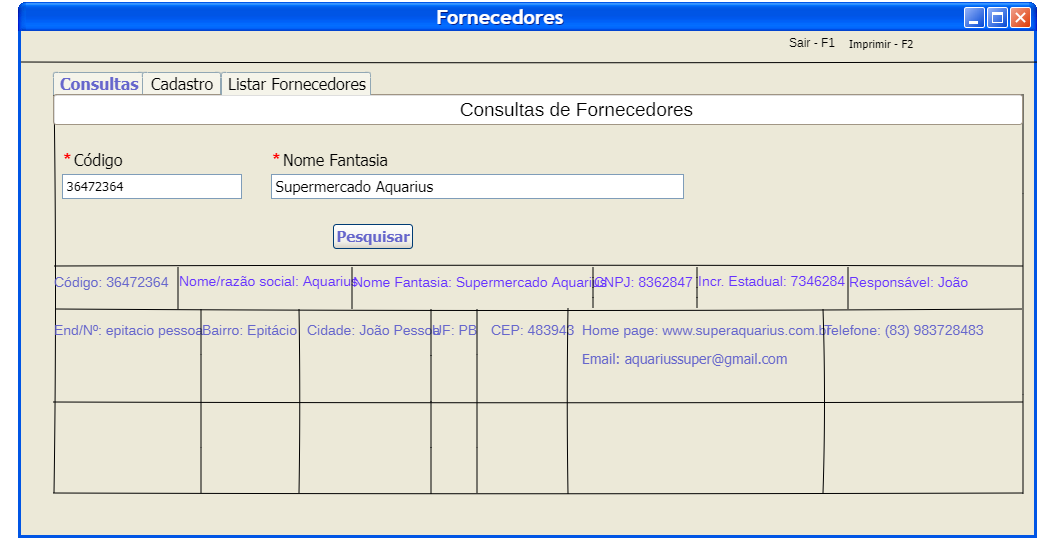 Fornecedores
Sair - F1 Imprimir - F2
Consultas Cadastro Listar Fornecedores
Consultas de Fornecedores
*Código *Nome Fantasia
36472364 Supermercado Aquarius
Pesquisar
Código: 36472364 Nome/razão social: Aquarius Nome Fantasia: Supermercado Aquarius CNPJ: 8362847 Incr. Estadual: 7346284 Responsável: João
End/Nº: epitacio pessoa Bairro: Epitácio Cidade: João Pessoa UF: PB CEP: 483943 Home page: www.superaquarius.com.br Telefone: (83) 983728483
Email: aquariussuper@gmail.com